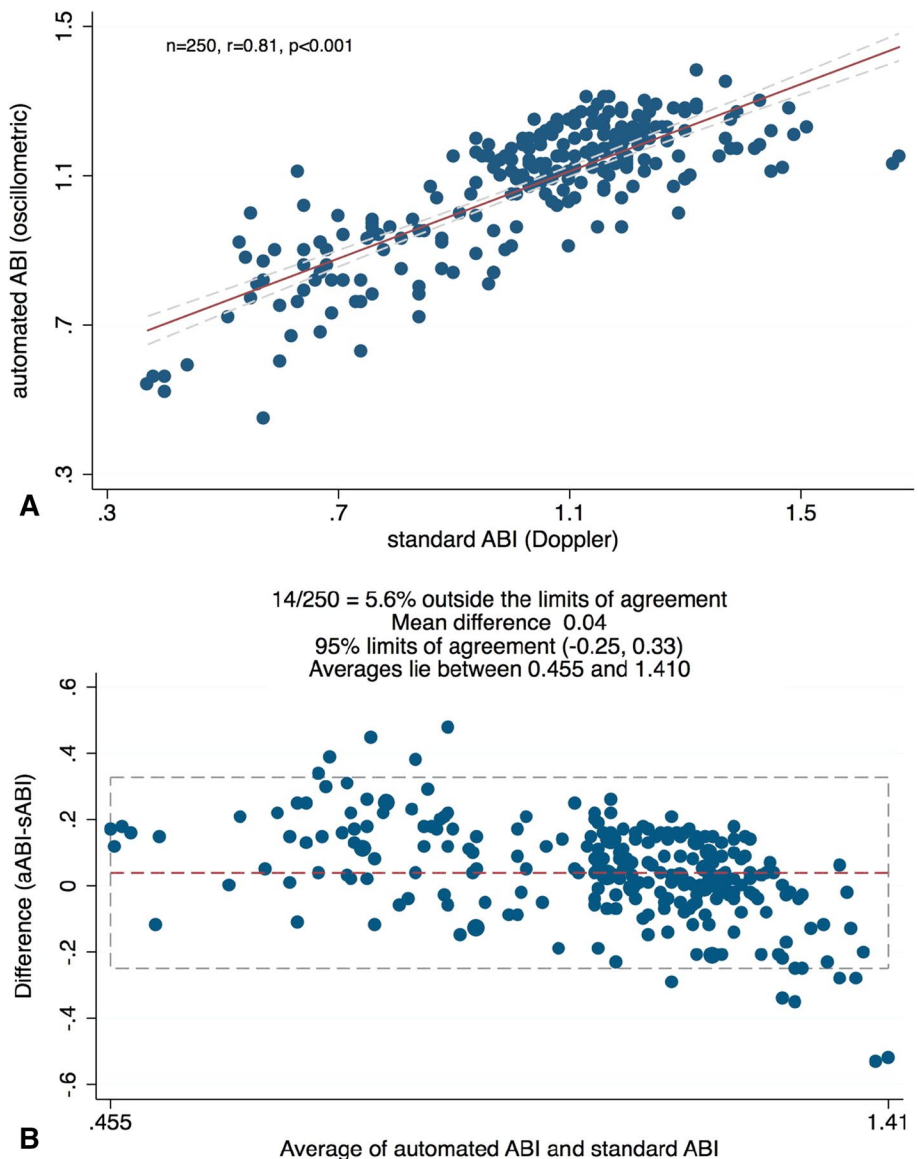 1.5
n=250, r=0.81, p<0.001
1.1
automated ABI (oscillometric)
.7
.3
A
.3 .7 1.1 1.5
standard ABI (Doppler)
14/250 = 5.6% outside the limits of agreement
Mean difference 0.04
95% limits of agreement (-0.25, 0.33)
Averages lie between 0.455 and 1.410
.6
.4
.2
Difference (aABI-sABI)
0
-.2
-.4
-.6
.455 1.41
B
Average of automated ABI and standard ABI